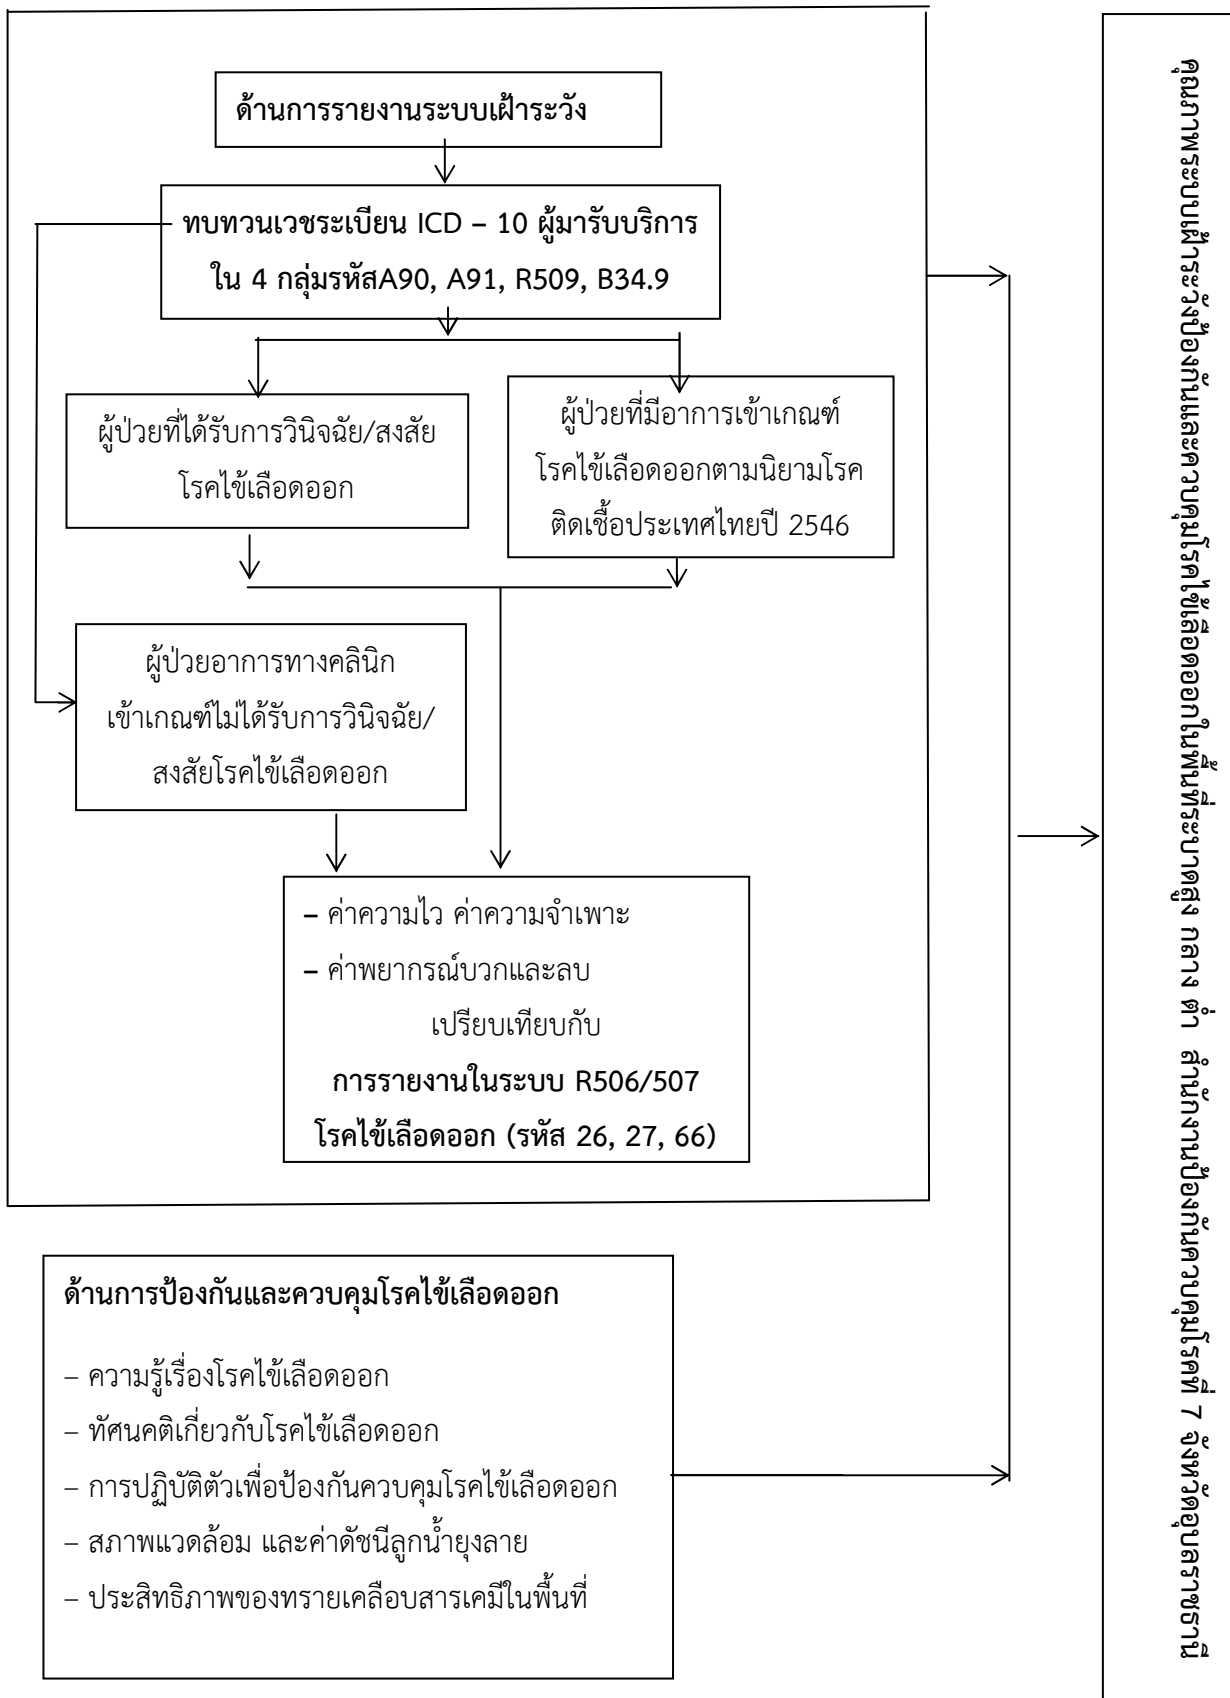 ด้านการรายงานระบบเฝ้าระวัง
ทบทวนเวชระเบียน ICD – 10 ผู้มารับบริการ
ใน 4 กลุ่มรหัสA90, A91, R509, B34.9
ผู้ป่วยที่ได้รับการวินิจฉัย/สงสัย
โรคไข้เลือดออก
ผู้ป่วยที่มีอาการเข้าเกณฑ์
โรคไข้เลือดออกตามนิยามโรค
ติดเชื้อประเทศไทยปี 2546
ผู้ป่วยอาการทางคลินิก
เข้าเกณฑ์ไม่ได้รับการวินิจฉัย/
สงสัยโรคไข้เลือดออก
– ค่าความไว ค่าความจำเพาะ
– ค่าพยากรณ์บวกและลบ
เปรียบเทียบกับ
การรายงานในระบบ R506/507
โรคไข้เลือดออก (รหัส 26, 27, 66)
ด้านการป้องกันและควบคุมโรคไข้เลือดออก
– ความรู้เรื่องโรคไข้เลือดออก
– ทัศนคติเกี่ยวกับโรคไข้เลือดออก
– การปฏิบัติตัวเพื่อป้องกันควบคุมโรคไข้เลือดออก
– สภาพแวดล้อม และค่าดัชนีลูกน้ำยุงลาย
– ประสิทธิภาพของทรายเคลือบสารเคมีในพื้นที่
คุณภาพระบบเฝ้าระวังป้องกันและควบคุมโรคไข้เลือดออกในพื้นที่ระบาดสูง กลาง ต่ำ สำนักงานป้องกันควบคุมโรคที่ 7 จังหวัดอุบลราชธานี